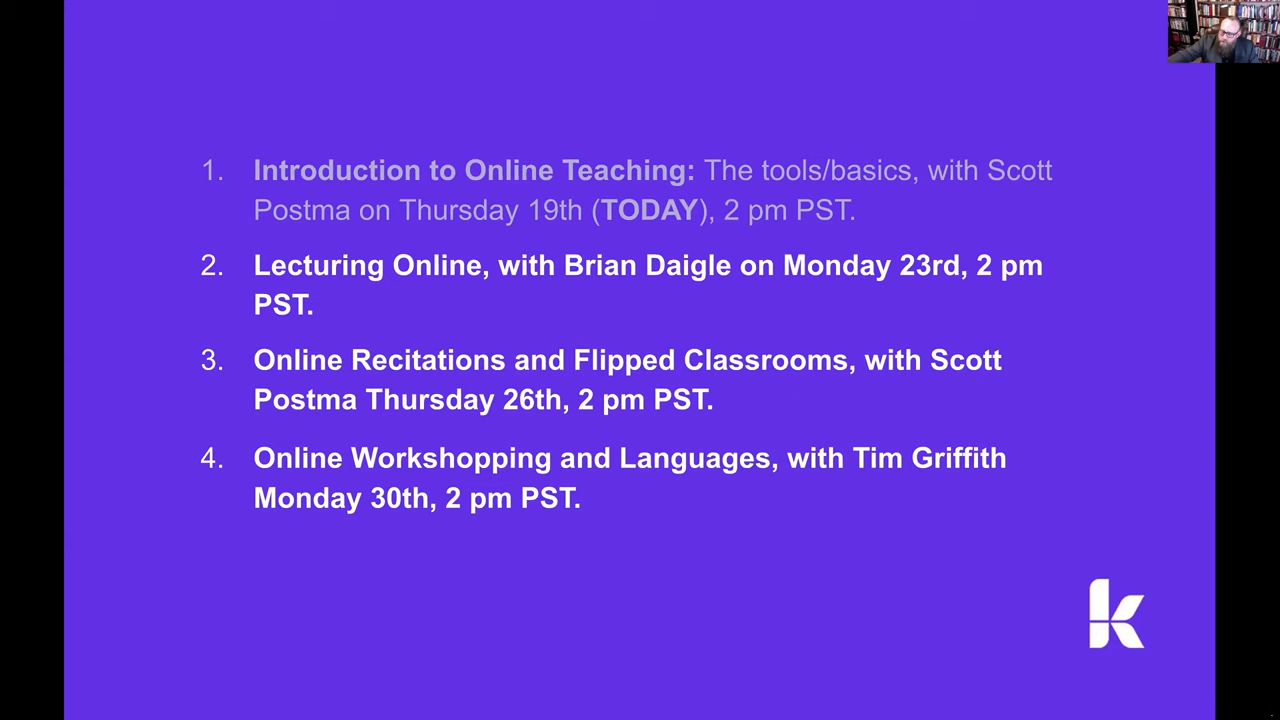 1. Introduction to Online Teaching: The tools/basics, with Scott
Postma on Thursday 19th (TODAY), 2 pm PST.
2. Lecturing Online, with Brian Daigle on Monday 23rd, 2 pm
PST.
3. Online Recitations and Flipped Classrooms, with Scott
Postma Thursday 26th, 2 pm PST.
4. Online Workshopping and Languages, with Tim Griffith
Monday 30th, 2 pm PST.
k